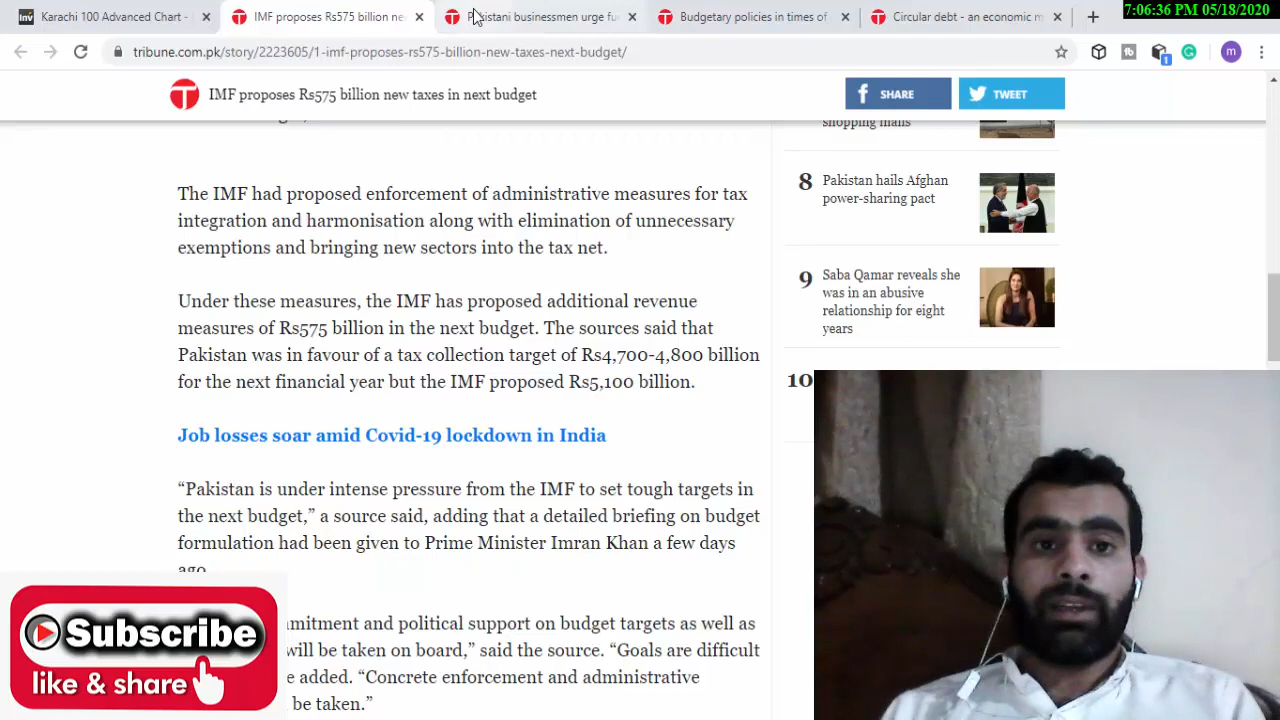 Karachi 100 Advanced Chart -
IMF proposes Rs575 billion ne
Pakistani businessmen urge fu
Budgetary policies in times of
Circular debt - an economic m
7:06:36 PM 05/18/2020
tribune.com.pk/story/2223605/1-imf-proposes-rs575-billion-new-taxes-next-budget/
IMF proposes Rs575 billion new taxes in next budget
SHARE
TWEET
The IMF had proposed enforcement of administrative measures for tax
integration and harmonisation along with elimination of unnecessary
exemptions and bringing new sectors into the tax net.
Under these measures, the IMF has proposed additional revenue
measures of Rs575 billion in the next budget. The sources said that
Pakistan was in favour of a tax collection target of Rs4,700-4,800 billion
for the next financial year but the IMF proposed Rs5,100 billion.
Job losses soar amid Covid-19 lockdown in India
“Pakistan is under intense pressure from the IMF to set tough targets in
the next budget,” a source said, adding that a detailed briefing on budget
formulation had been given to Prime Minister Imran Khan a few days
ago.
mmitment and political support on budget targets as well as
will be taken on board,” said the source. “Goals are difficult
e added. “Concrete enforcement and administrative
be taken.”
shopping malls
8
Pakistan hails Afghan
power-sharing pact
9
Saba Qamar reveals she
was in an abusive
relationship for eight
years
10
Subscribe
like & share